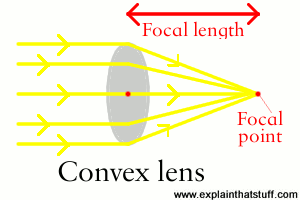 Focal length
Focal
point
Convex lens
www.explainthatstuff.com